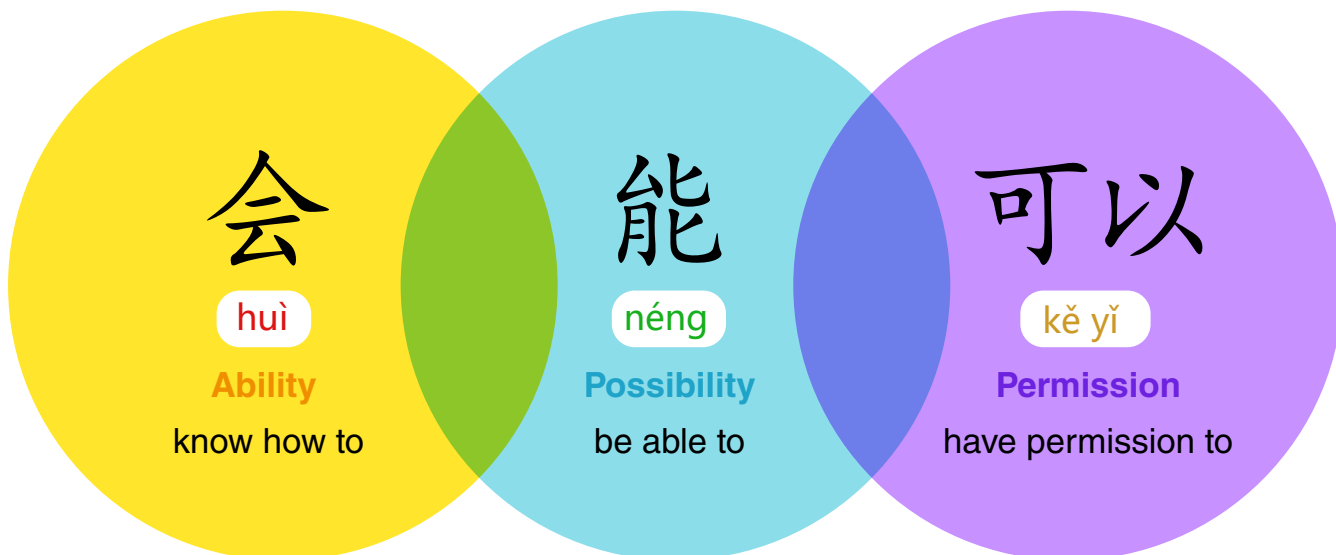 会
huì
Ability
know how to
能
néng
Possibility
be able to
可以
kě yǐ
Permission
have permission to